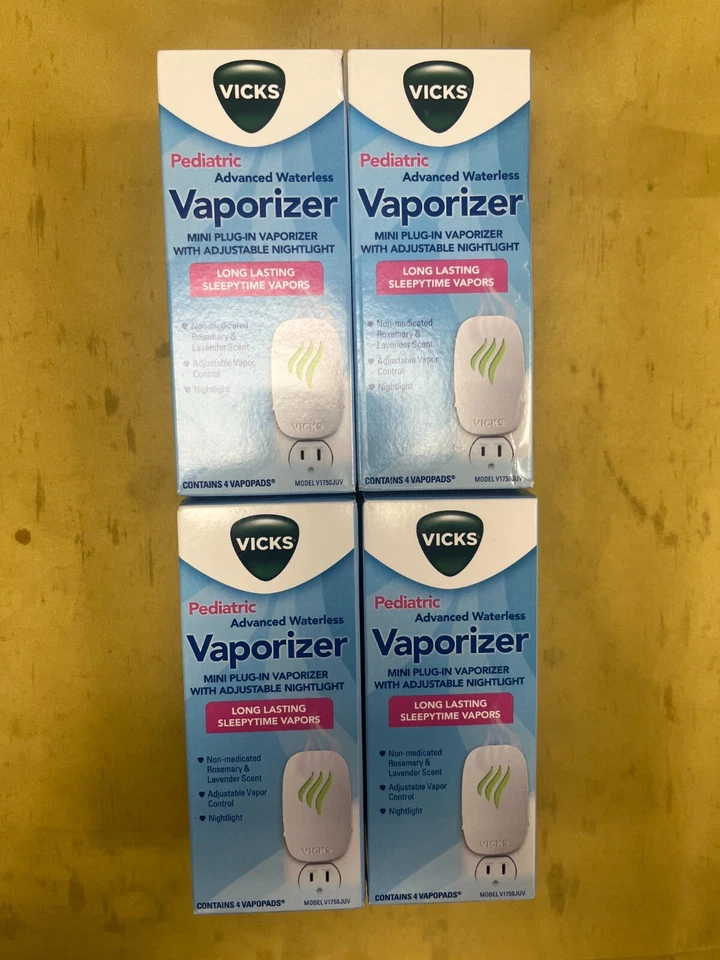 VICKS
Pediatric
Advanced Waterless
Vaporizer
MINI PLUG-IN VAPORIZER
WITH ADJUSTABLE NIGHTLIGHT
LONG LASTING
SLEEPYTIME VAPORS
Non-medicated
Rosemary &
Lavender Scent
Adjustable Vapor
Control
Nightlight
VICKS
CONTAINS 4 VAPOPADS®
MODEL V1750JUV
VICKS
Pediatric
Advanced Waterless
Vaporizer
MINI PLUG-IN VAPORIZER
WITH ADJUSTABLE NIGHTLIGHT
LONG LASTING
SLEEPYTIME VAPORS
Non-medicated
Rosemary &
Lavender Scent
Adjustable Vapor
Control
Nightlight
VICKS
CONTAINS 4 VAPOPADS®
MODEL V1750JUV
VICKS
Pediatric
Advanced Waterless
Vaporizer
MINI PLUG-IN VAPORIZER
WITH ADJUSTABLE NIGHTLIGHT
LONG LASTING
SLEEPYTIME VAPORS
Non-medicated
Rosemary &
Lavender Scent
Adjustable Vapor
Control
Nightlight
VICKS
CONTAINS 4 VAPOPADS®
MODEL V1750JUV
VICKS
Pediatric
Advanced Waterless
Vaporizer
MINI PLUG-IN VAPORIZER
WITH ADJUSTABLE NIGHTLIGHT
LONG LASTING
SLEEPYTIME VAPORS
Non-medicated
Rosemary &
Lavender Scent
Adjustable Vapor
Control
Nightlight
VICKS
CONTAINS 4 VAPOPADS®
MODEL V1750JUV